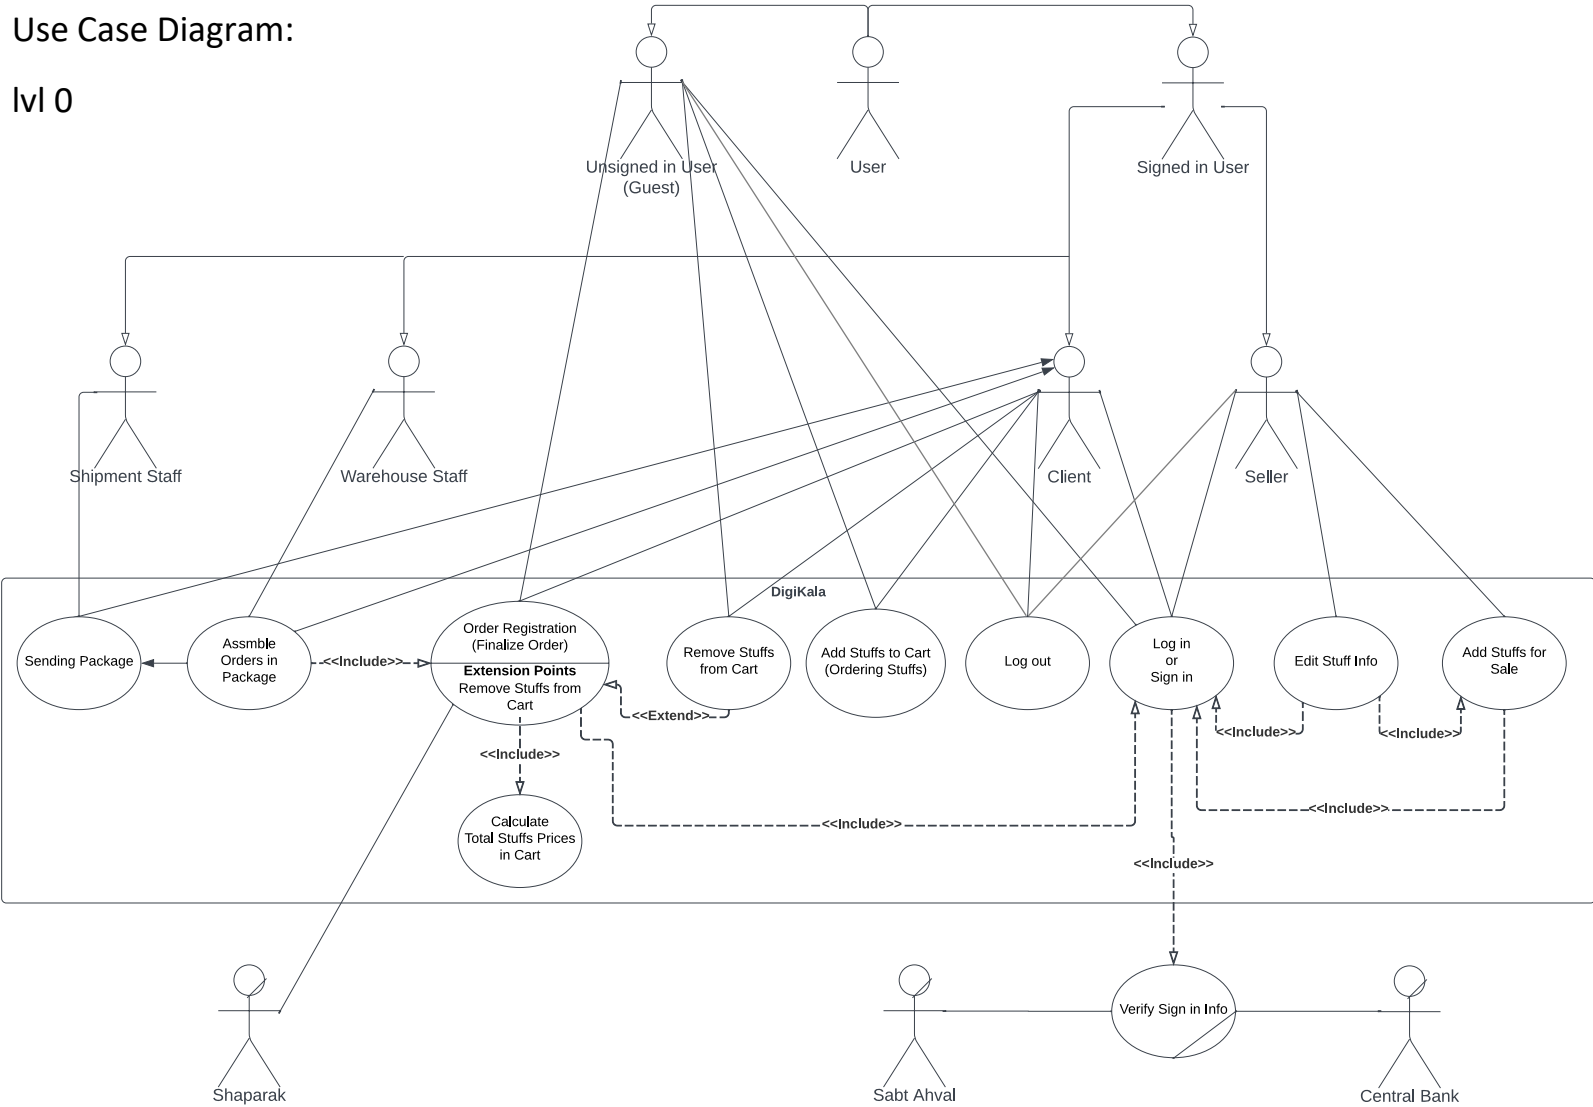 Use Case Diagram:
lvl 0
Unsigned in User
(Guest)
User
Signed in User
Shipment Staff
Warehouse Staff
Client
Seller
DigiKala
Sending Package
Assmble
Orders in
Package
<<Include>>
Order Registration
(Finalize Order)
Extension Points
Remove Stuffs from
Cart
Remove Stuffs
from Cart
Add Stuffs to Cart
(Ordering Stuffs)
Log out
Log in
or
Sign in
Edit Stuff Info
Add Stuffs for
Sale
<<Extend>>
<<Include>>
<<Include>>
<<Include>>
<<Include>>
<<Include>>
Calculate
Total Stuffs Prices
in Cart
<<Include>>
Verify Sign in Info
Shaparak
Sabt Ahval
Central Bank